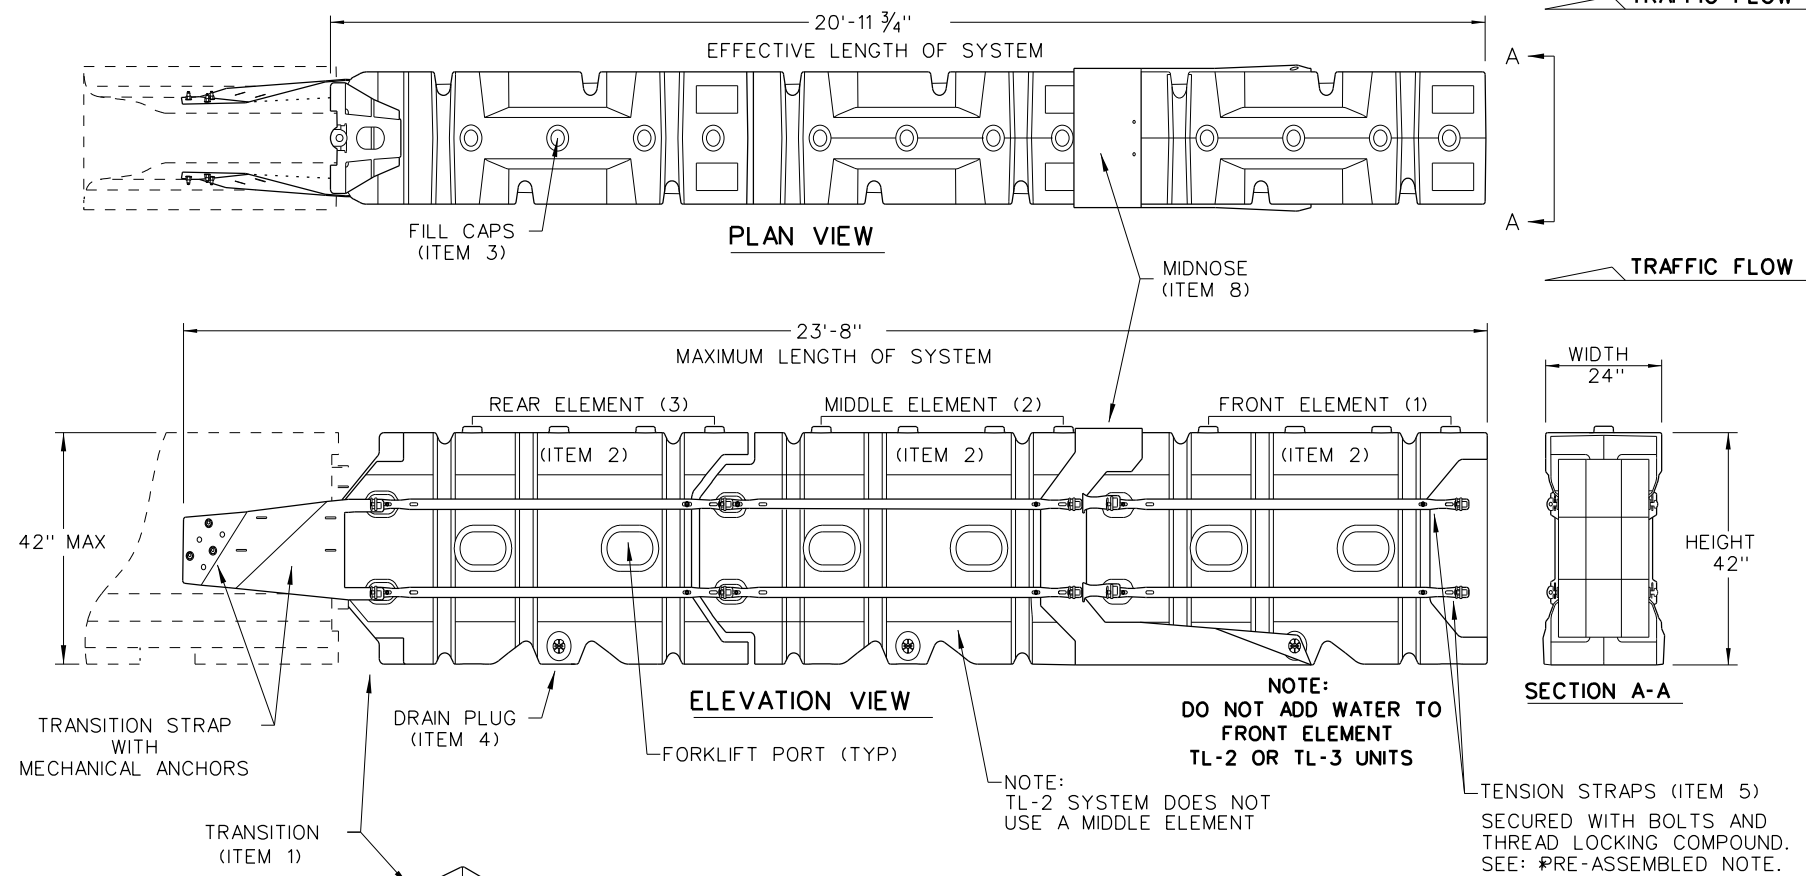 TRAFFIC FLOW
20'-11 3/4"
EFFECTIVE LENGTH OF SYSTEM
A
A
FILL CAPS
(ITEM 3)
PLAN VIEW
MIDNOSE
(ITEM 8)
TRAFFIC FLOW
23'-8"
MAXIMUM LENGTH OF SYSTEM
WIDTH
24"
REAR ELEMENT (3)
MIDDLE ELEMENT (2)
FRONT ELEMENT (1)
(ITEM 2)
(ITEM 2)
(ITEM 2)
42" MAX
HEIGHT
42"
ELEVATION VIEW
SECTION A-A
NOTE:
DO NOT ADD WATER TO
FRONT ELEMENT
TL-2 OR TL-3 UNITS
TRANSITION STRAP
WITH
MECHANICAL ANCHORS
DRAIN PLUG
(ITEM 4)
FORKLIFT PORT (TYP)
NOTE:
TL-2 SYSTEM DOES NOT
USE A MIDDLE ELEMENT
TENSION STRAPS (ITEM 5)
SECURED WITH BOLTS AND
THREAD LOCKING COMPOUND.
SEE: *PRE-ASSEMBLED NOTE.
TRANSITION
(ITEM 1)